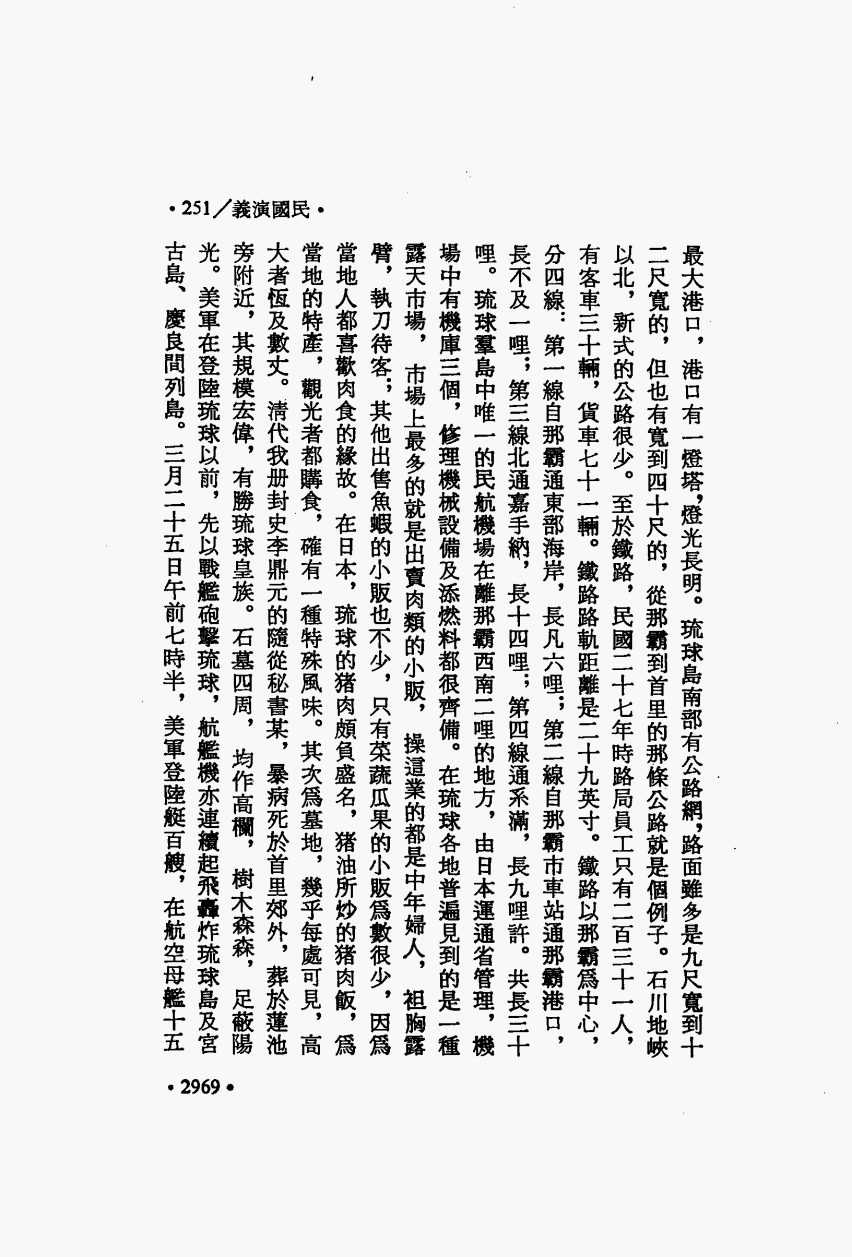 •251／義演國民•
最大港口，港口有一燈塔，燈光長明。琉球島南部有公路網，路面雖多是九尺寬到十
二尺寬的，但也有寬到四十尺的，從那霸到首里的那條公路就是個例子。石川地峽
以北，新式的公路很少。至於鐵路，民國二十七年時路局員工只有二百三十一人，
有客車三十輛，貨車七十一輛。鐵路路軌距離是二十九英寸。鐵路以那霸爲中心，
分四線：第一線自那霸通東部海岸，長凡六哩；第二線自那霸市車站通那霸港口，
長不及一哩；第三線北通嘉手納，長十四哩；第四線通系滿，長九哩許。共長三十
哩。琉球羣島中唯一的民航機場在離那霸西南二哩的地方，由日本運通省管理，機
場中有機庫三個，修理機械設備及添燃料都很齊備。在琉球各地普遍見到的是一種
露天市場，市場上最多的就是出賣肉類的小販，操這業的都是中年婦人，袒胸露
臂，執刀待客；其他出售魚蝦的小販也不少，只有菜蔬瓜果的小販爲數很少，因爲
當地人都喜歡肉食的緣故。在日本，琉球的猪肉頗負盛名，猪油所炒的猪肉飯，爲
當地的特產，觀光者都購食，確有一種特殊風味。其次爲墓地，幾乎每處可見，高
大者恆及數丈。清代我册封史李鼎元的隨從秘書某，暴病死於首里郊外，葬於蓮池
旁附近，其規模宏偉，有勝琉球皇族。石墓四周，均作高欄，樹木森森，足蔽陽
光。美軍在登陸琉球以前，先以戰艦砲擊琉球，航艦機亦連續起飛轟炸琉球島及宮
古島、慶良間列島。三月二十五日午前七時半，美軍登陸艇百艘，在航空母艦十五
•2969•